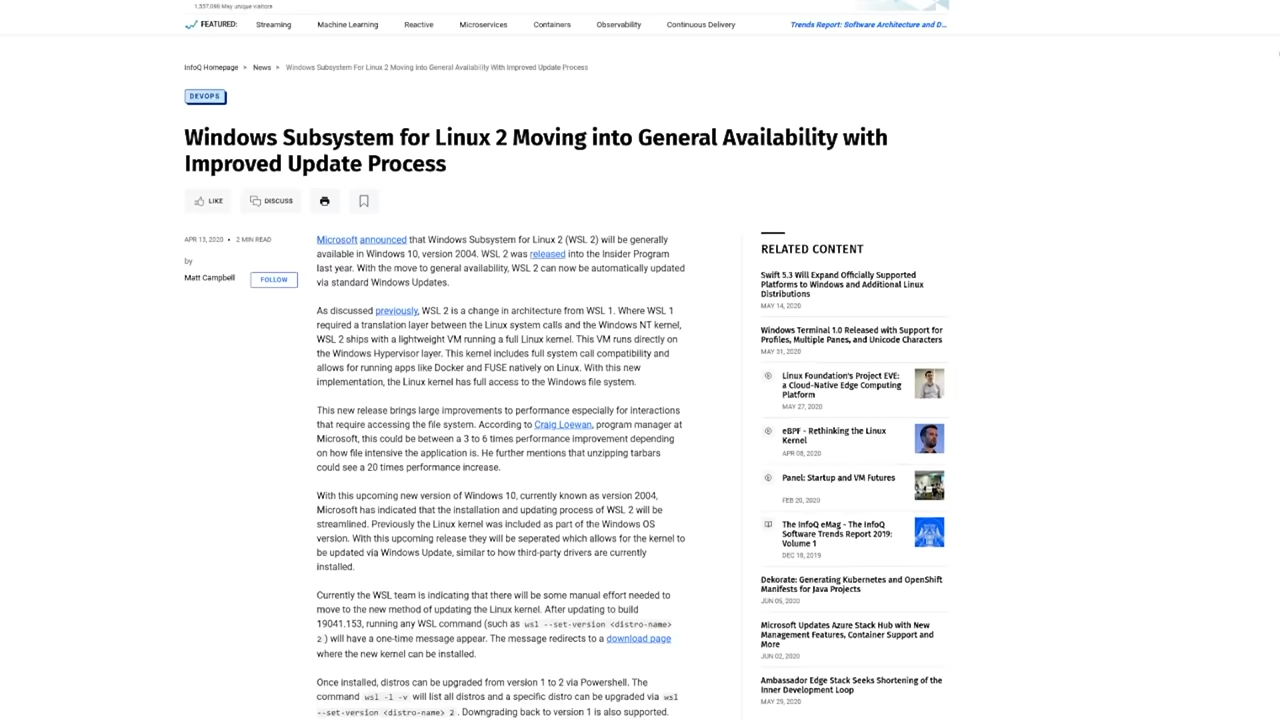 1,557,096 May unique visitors
FEATURED: Streaming Machine Learning Reactive Microservices Containers Observability Continuous Delivery Trends Report: Software Architecture and D...
InfoQ Homepage > News > Windows Subsystem For Linux 2 Moving Into General Availability With Improved Update Process
DEVOPS
Windows Subsystem for Linux 2 Moving into General Availability with
Improved Update Process
LIKE DISCUSS
APR 13, 2020 • 2 MIN READ
by
Matt Campbell FOLLOW
Microsoft announced that Windows Subsystem for Linux 2 (WSL 2) will be generally
available in Windows 10, version 2004. WSL 2 was released into the Insider Program
last year. With the move to general availability, WSL 2 can now be automatically updated
via standard Windows Updates.
As discussed previously, WSL 2 is a change in architecture from WSL 1. Where WSL 1
required a translation layer between the Linux system calls and the Windows NT kernel,
WSL 2 ships with a lightweight VM running a full Linux kernel. This VM runs directly on
the Windows Hypervisor layer. This kernel includes full system call compatibility and
allows for running apps like Docker and FUSE natively on Linux. With this new
implementation, the Linux kernel has full access to the Windows file system.
This new release brings large improvements to performance especially for interactions
that require accessing the file system. According to Craig Loewan, program manager at
Microsoft, this could be between a 3 to 6 times performance improvement depending
on how file intensive the application is. He further mentions that unzipping tarbars
could see a 20 times performance increase.
With this upcoming new version of Windows 10, currently known as version 2004,
Microsoft has indicated that the installation and updating process of WSL 2 will be
streamlined. Previously the Linux kernel was included as part of the Windows OS
version. With this upcoming release they will be seperated which allows for the kernel to
be updated via Windows Update, similar to how third-party drivers are currently
installed.
Currently the WSL team is indicating that there will be some manual effort needed to
move to the new method of updating the Linux kernel. After updating to build
19041.153, running any WSL command (such as wsl --set-version <distro-name>
2 ) will have a one-time message appear. The message redirects to a download page
where the new kernel can be installed.
Once installed, distros can be upgraded from version 1 to 2 via Powershell. The
command wsl -l -v will list all distros and a specific distro can be upgraded via wsl
--set-version <distro-name> 2 . Downgrading back to version 1 is also supported.
RELATED CONTENT
Swift 5.3 Will Expand Officially Supported
Platforms to Windows and Additional Linux
Distributions
MAY 14, 2020
Windows Terminal 1.0 Released with Support for
Profiles, Multiple Panes, and Unicode Characters
MAY 31, 2020
Linux Foundation's Project EVE:
a Cloud-Native Edge Computing
Platform
MAY 27, 2020
eBPF - Rethinking the Linux
Kernel
APR 08, 2020
Panel: Startup and VM Futures
FEB 20, 2020
The InfoQ eMag - The InfoQ
Software Trends Report 2019:
Volume 1
DEC 18, 2019
Dekorate: Generating Kubernetes and OpenShift
Manifests for Java Projects
JUN 05, 2020
Microsoft Updates Azure Stack Hub with New
Management Features, Container Support and
More
JUN 02, 2020
Ambassador Edge Stack Seeks Shortening of the
Inner Development Loop
MAY 29, 2020